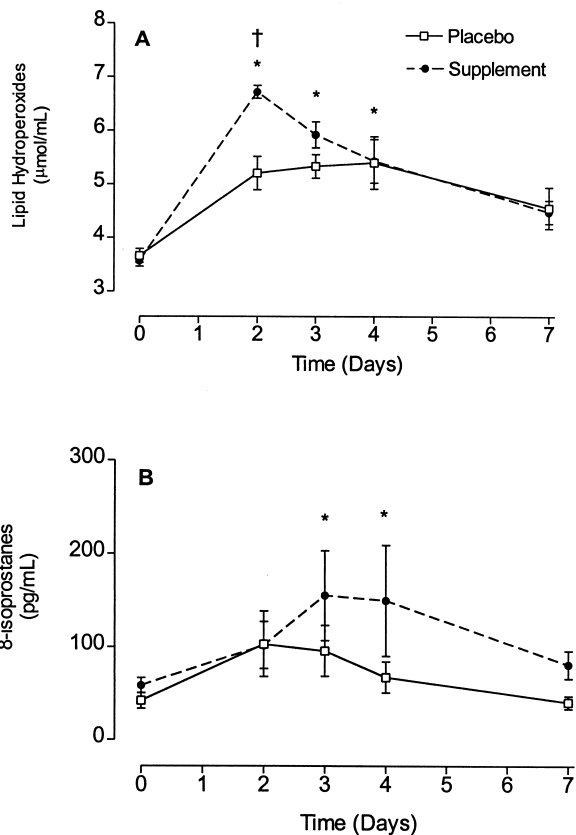 A
†
* * *
Placebo
Supplement
Lipid Hydroperoxides
(μmol/mL)
8
7
6
5
4
3
0 1 2 3 4 5 6 7
Time (Days)
B
* *
8-isoprostanes
(pg/mL)
300
200
100
0
0 1 2 3 4 5 6 7
Time (Days)